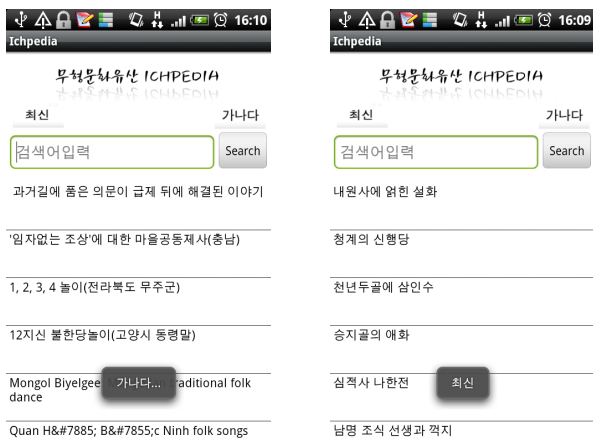 H 16:10
Ichpedia
무형문화유산 ICHPEDIA
최신 가나다
검색어입력 Search
과거길에 품은 의문이 급제 뒤에 해결된 이야기
'임자없는 조상'에 대한 마을공동제사(충남)
1, 2, 3, 4 놀이(전라북도 무주군)
12지신 불한당놀이(고양시 동령말)
Mongol Biyelgee traditional folk
dance
가나다...
Quan H&#7885; B&#7855;c Ninh folk songs
H 16:09
Ichpedia
무형문화유산 ICHPEDIA
최신 가나다
검색어입력 Search
내원사에 얽힌 설화
청계의 신행당
천년두골에 삼인수
승지골의 애화
심적사 나한전
최신
남명 조식 선생과 꺽지